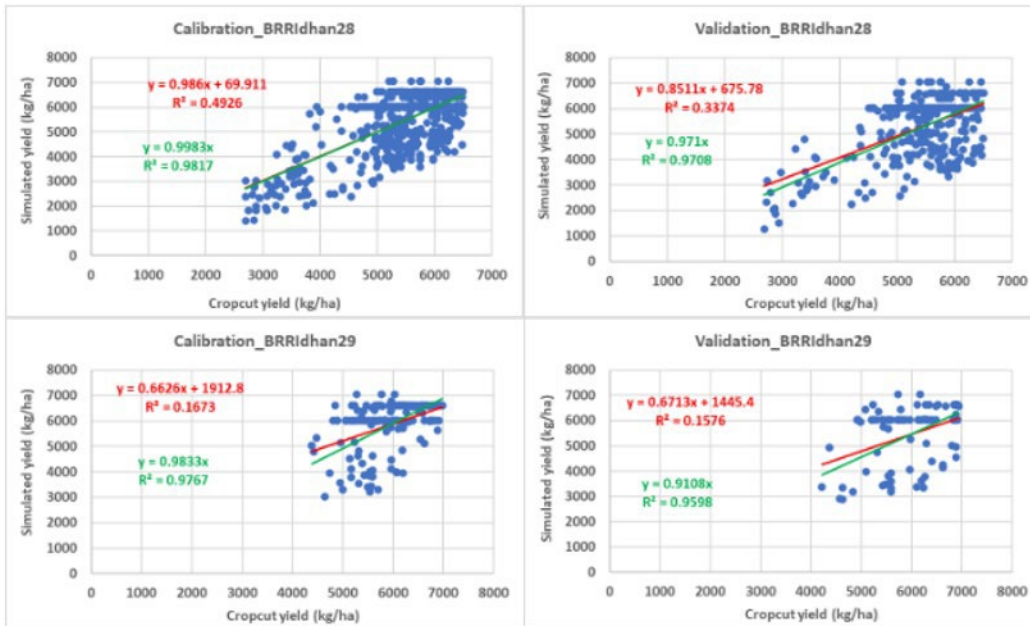 Calibration_BRRIdhan28
y = 0.986x + 69.911
R² = 0.4926
y = 0.9983x
R² = 0.9817
Simulated yield (kg/ha)
8000
7000
6000
5000
4000
3000
2000
1000
0
0 1000 2000 3000 4000 5000 6000 7000
Cropcut yield (kg/ha)
Validation_BRRIdhan28
y = 0.8511x + 675.78
R² = 0.3374
y = 0.971x
R² = 0.9708
Simulated yield (kg/ha)
8000
7000
6000
5000
4000
3000
2000
1000
0
0 1000 2000 3000 4000 5000 6000 7000
Cropcut yield (kg/ha)
Calibration_BRRIdhan29
y = 0.6626x + 1912.8
R² = 0.1673
y = 0.9833x
R² = 0.9767
Simulated yield (kg/ha)
8000
7000
6000
5000
4000
3000
2000
1000
0
0 1000 2000 3000 4000 5000 6000 7000 8000
Cropcut yield (kg/ha)
Validation_BRRIdhan29
y = 0.6713x + 1445.4
R² = 0.1576
y = 0.9108x
R² = 0.9598
Simulated yield (kg/ha)
8000
7000
6000
5000
4000
3000
2000
1000
0
0 1000 2000 3000 4000 5000 6000 7000 8000
Cropcut yield (kg/ha)